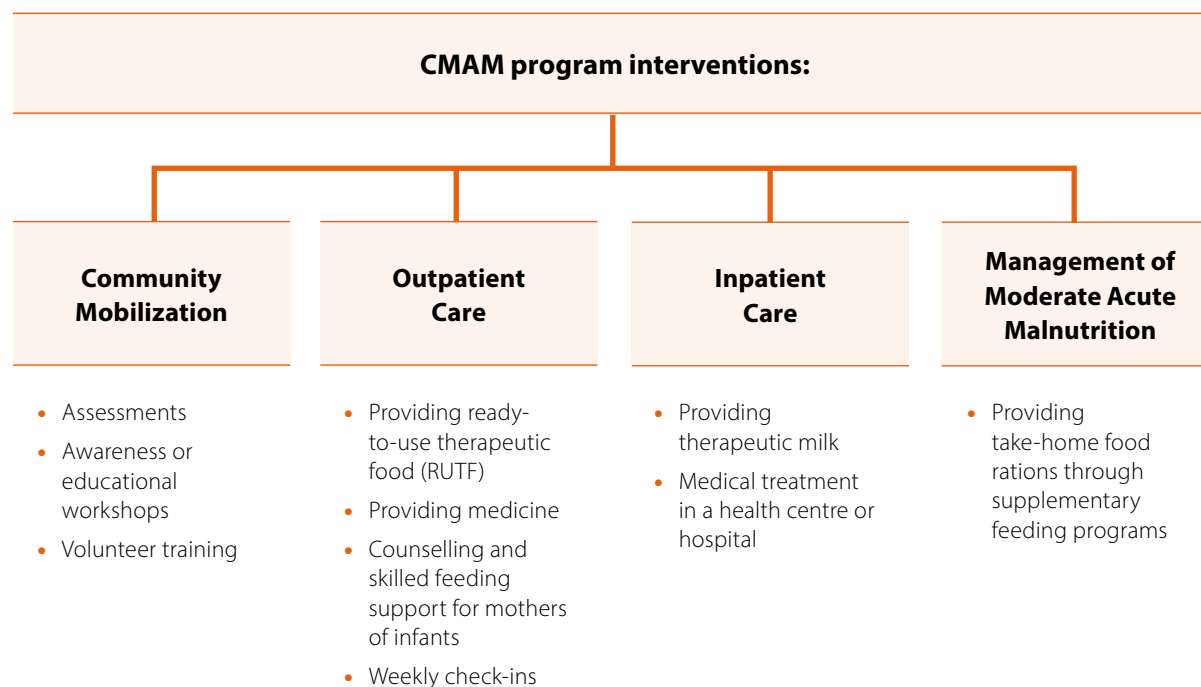 CMAM program interventions:
Community
Mobilization
• Assessments
• Awareness or
educational
workshops
• Volunteer training
Outpatient
Care
• Providing ready-
to-use therapeutic
food (RUTF)
• Providing medicine
• Counselling and
skilled feeding
support for mothers
of infants
• Weekly check-ins
Inpatient
Care
• Providing
therapeutic milk
• Medical treatment
in a health centre or
hospital
Management of
Moderate Acute
Malnutrition
• Providing
take-home food
rations through
supplementary
feeding programs